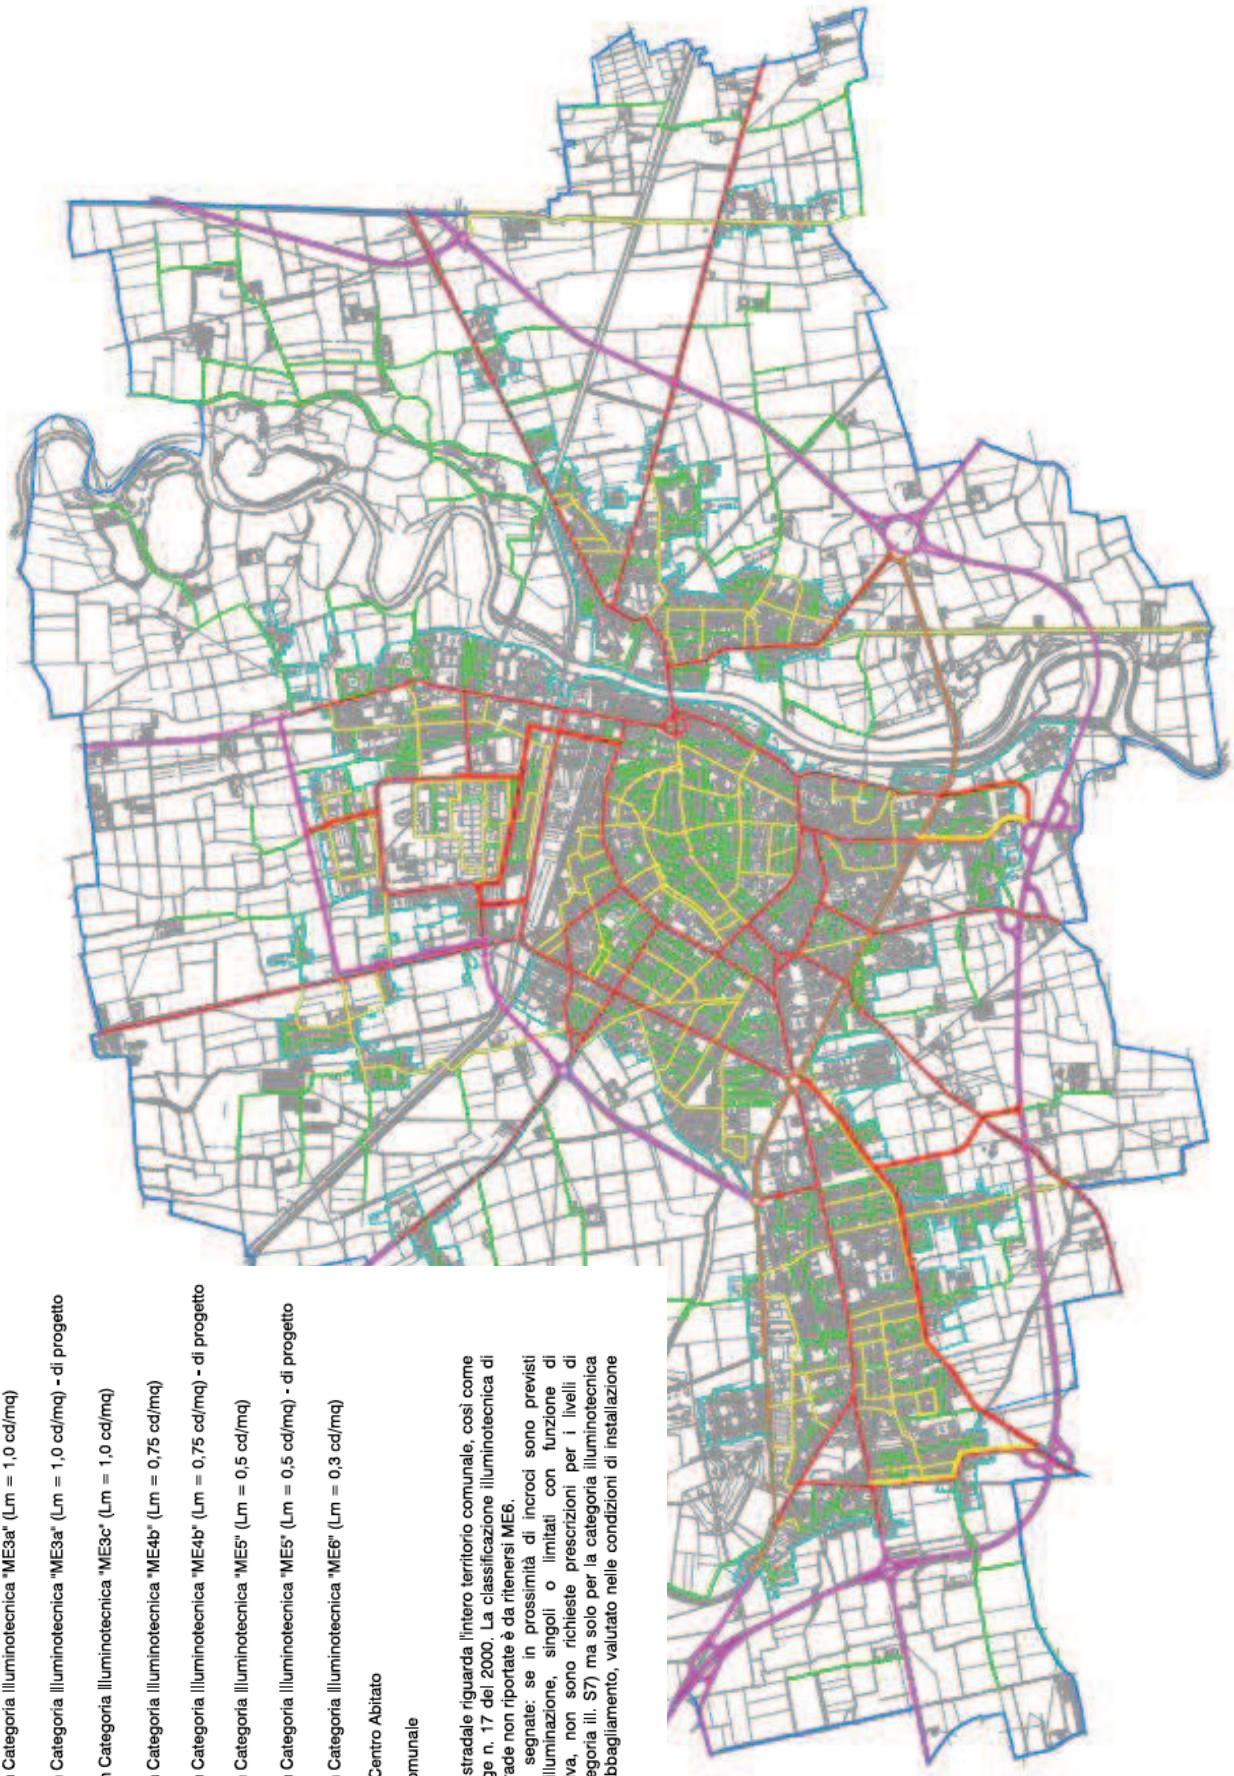 Categoria Illuminotecnica "ME3a" (Lm = 1,0 cd/mq)
Categoria Illuminotecnica "ME3a" (Lm = 1,0 cd/mq) - di progetto
Categoria Illuminotecnica "ME3c" (Lm = 1,0 cd/mq)
Categoria Illuminotecnica "ME4b" (Lm = 0,75 cd/mq)
Categoria Illuminotecnica "ME4b" (Lm = 0,75 cd/mq) - di progetto
Categoria Illuminotecnica "ME5" (Lm = 0,5 cd/mq)
Categoria Illuminotecnica "ME5" (Lm = 0,5 cd/mq) - di progetto
Categoria Illuminotecnica "ME6" (Lm = 0,3 cd/mq)
Centro Abitato
omunale
stradale riguarda l'intero territorio comunale, così come
ge n. 17 del 2000. La classificazione illuminotecnica di
rade non riportate è da ritenersi ME6.
segnate: se in prossimità di incroci sono previsti
illuminazione, singoli o limitati con funzione di
va, non sono richieste prescrizioni per i livelli di
egoria ill. S7) ma solo per la categoria illuminotecnica
bbagliamento, valutato nelle condizioni di installazione